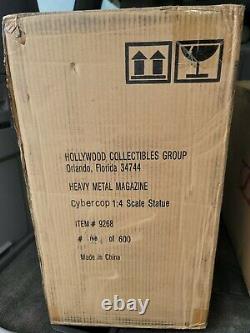 HOLLYWOOD COLLECTIBLES GROUP
Orlando, Florida 34744
HEAVY METAL MAGAZINE
Cybercop 1:4 Scale Statue
ITEM # 9268
# of 600
Made in China